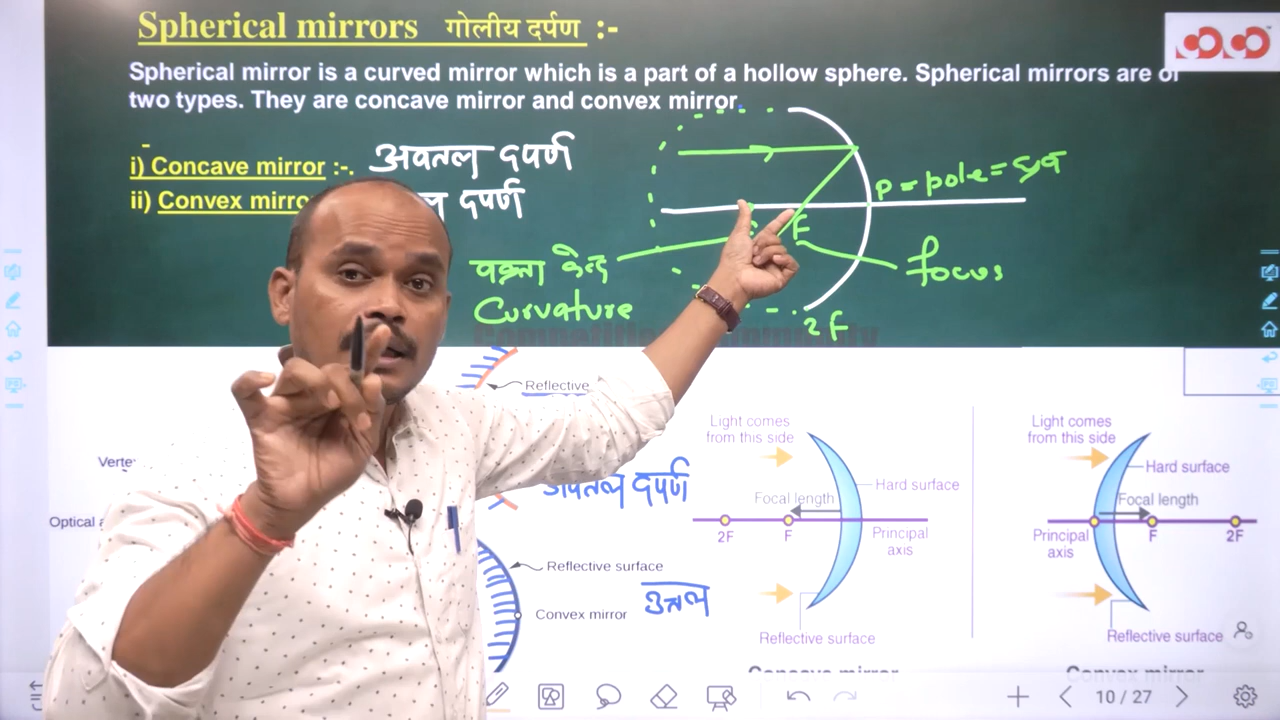 Spherical mirrors गोलीय दर्पण :-
Spherical mirror is a curved mirror which is a part of a hollow sphere. Spherical mirrors are of
two types. They are concave mirror and convex mirror.
i) Concave mirror :-. अवतल दर्पण
ii) Convex mirro ल दर्पण
P = pole =
F
focus
वक्रता केन्द्र
Curvature
2F
Reflective
अवतल दर्पण
Reflective surface
Convex mirror
उत्तल
Light comes
from this side
Hard surface
Focal length
2F F
Principal
axis
Reflective surface
Concave mirror
Light comes
from this side
Hard surface
Focal length
Principal
axis
F 2F
Reflective surface
Convex mirror
10 / 27